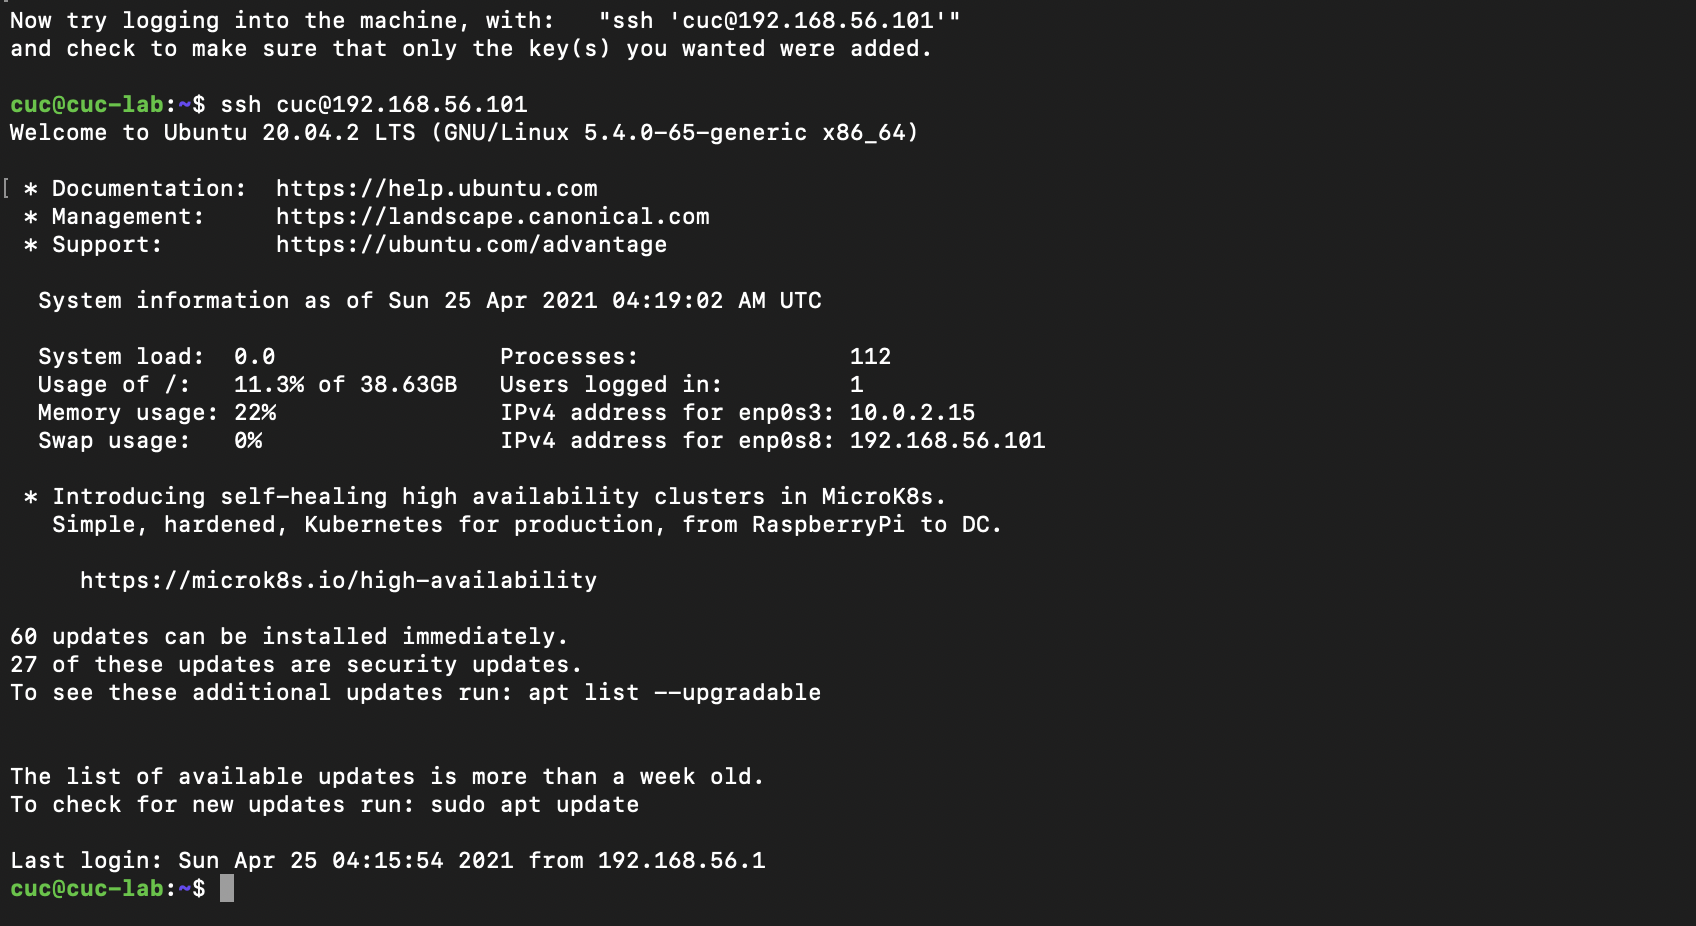 Now try logging into the machine, with:   "ssh 'cuc@192.168.56.101'"
and check to make sure that only the key(s) you wanted were added.

cuc@cuc-lab:~$ ssh cuc@192.168.56.101
Welcome to Ubuntu 20.04.2 LTS (GNU/Linux 5.4.0-65-generic x86_64)

[ * Documentation:  https://help.ubuntu.com
 * Management:     https://landscape.canonical.com
 * Support:        https://ubuntu.com/advantage

  System information as of Sun 25 Apr 2021 04:19:02 AM UTC

  System load:  0.0                Processes:               112
  Usage of /:   11.3% of 38.63GB   Users logged in:         1
  Memory usage: 22%                IPv4 address for enp0s3: 10.0.2.15
  Swap usage:   0%                 IPv4 address for enp0s8: 192.168.56.101

 * Introducing self-healing high availability clusters in MicroK8s.
   Simple, hardened, Kubernetes for production, from RaspberryPi to DC.

     https://microk8s.io/high-availability

60 updates can be installed immediately.
27 of these updates are security updates.
To see these additional updates run: apt list --upgradable


The list of available updates is more than a week old.
To check for new updates run: sudo apt update

Last login: Sun Apr 25 04:15:54 2021 from 192.168.56.1
cuc@cuc-lab:~$